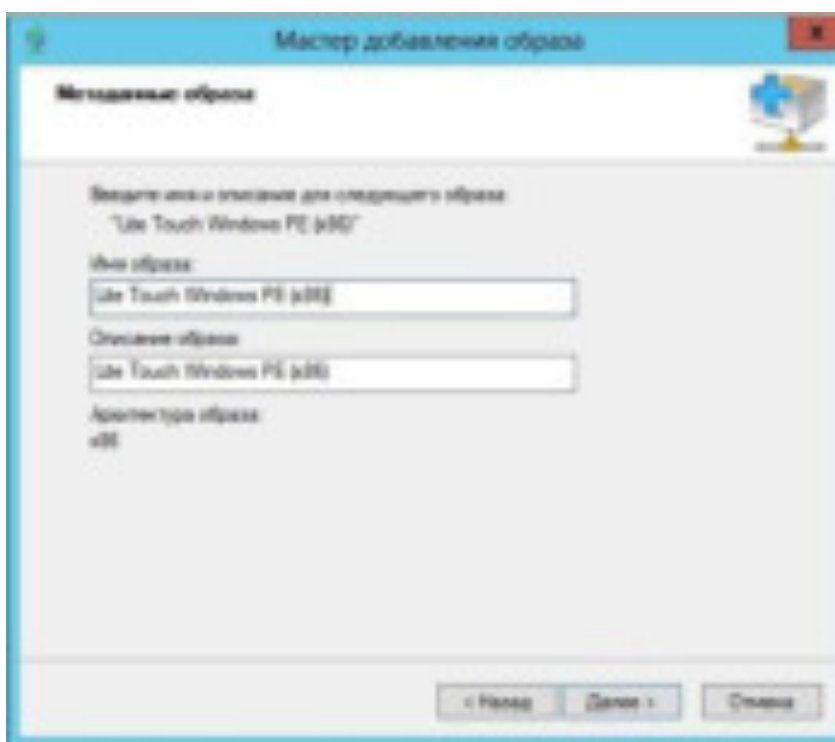 Мастер добавления образа
Метаданные образа
Введите имя и описание для следующего образа:
"Lite Touch Windows PE (x86)"
Имя образа:
Lite Touch Windows PE (x86)
Описание образа:
Lite Touch Windows PE (x86)
Архитектура образа:
x86
< Назад
Далее >
Отмена